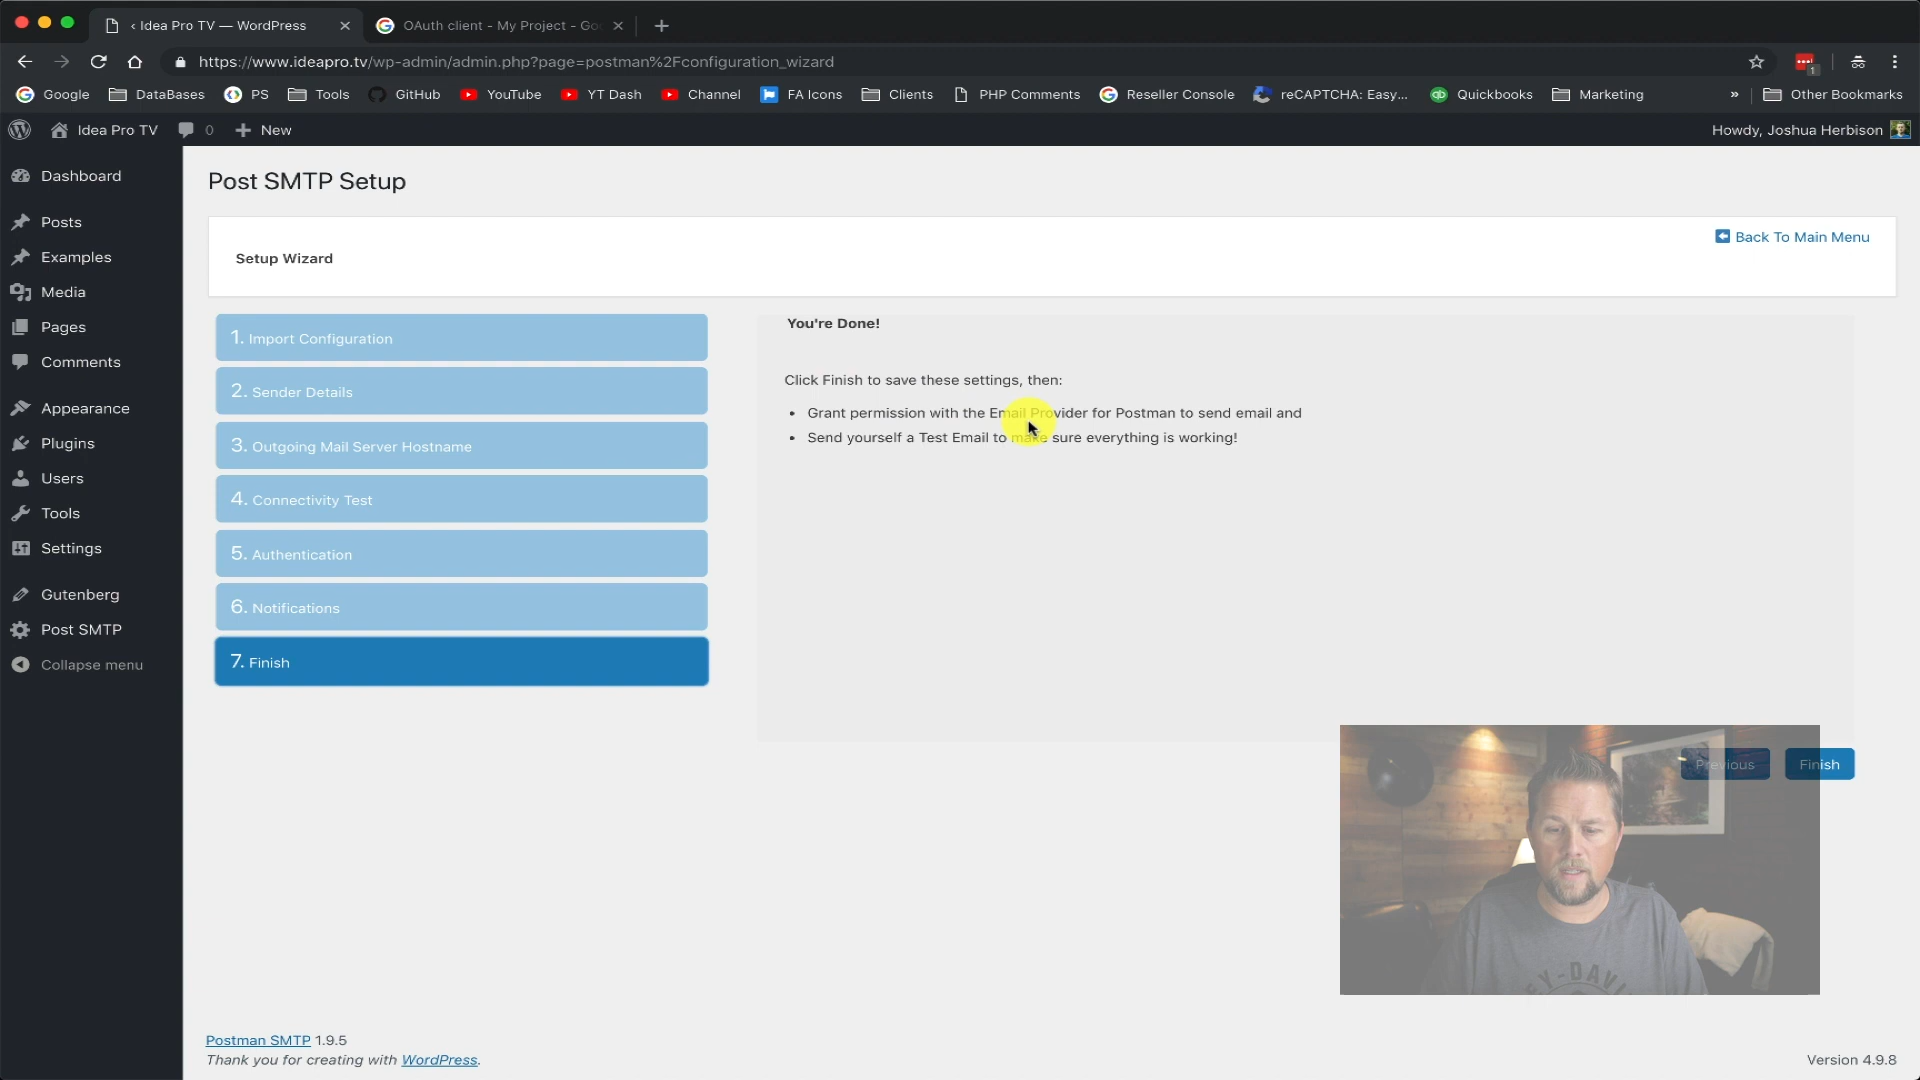 ‹ Idea Pro TV — WordPress
OAuth client - My Project - Go
https://www.ideapro.tv/wp-admin/admin.php?page=postman%2Fconfiguration_wizard
1
Google DataBases PS Tools GitHub YouTube YT Dash Channel FA Icons Clients PHP Comments Reseller Console reCAPTCHA: Easy... Quickbooks Marketing » Other Bookmarks
Idea Pro TV 0 New Howdy, Joshua Herbison
Dashboard
Posts
Examples
Media
Pages
Comments
Appearance
Plugins
Users
Tools
Settings
Gutenberg
Post SMTP
Collapse menu
Post SMTP Setup
Back To Main Menu
Setup Wizard
1. Import Configuration
2. Sender Details
3. Outgoing Mail Server Hostname
4. Connectivity Test
5. Authentication
6. Notifications
7. Finish
You're Done!
Click Finish to save these settings, then:
• Grant permission with the Email Provider for Postman to send email and
• Send yourself a Test Email to make sure everything is working!
Previous Finish
EY-DAVI
Postman SMTP 1.9.5
Thank you for creating with WordPress.
Version 4.9.8